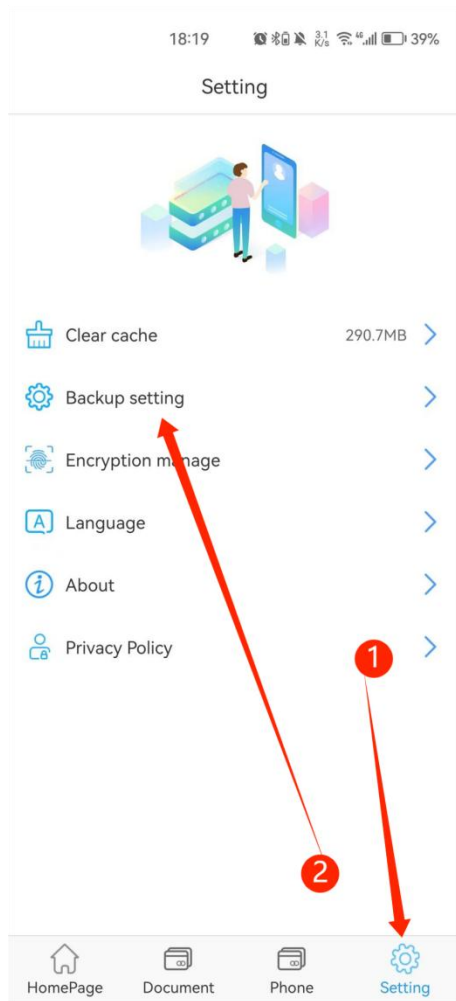 18:19 3.1 K/s 4G 39%
Setting
Clear cache 290.7MB
Backup setting
Encryption manage
A Language
i About
Privacy Policy
1
2
HomePage Document Phone Setting